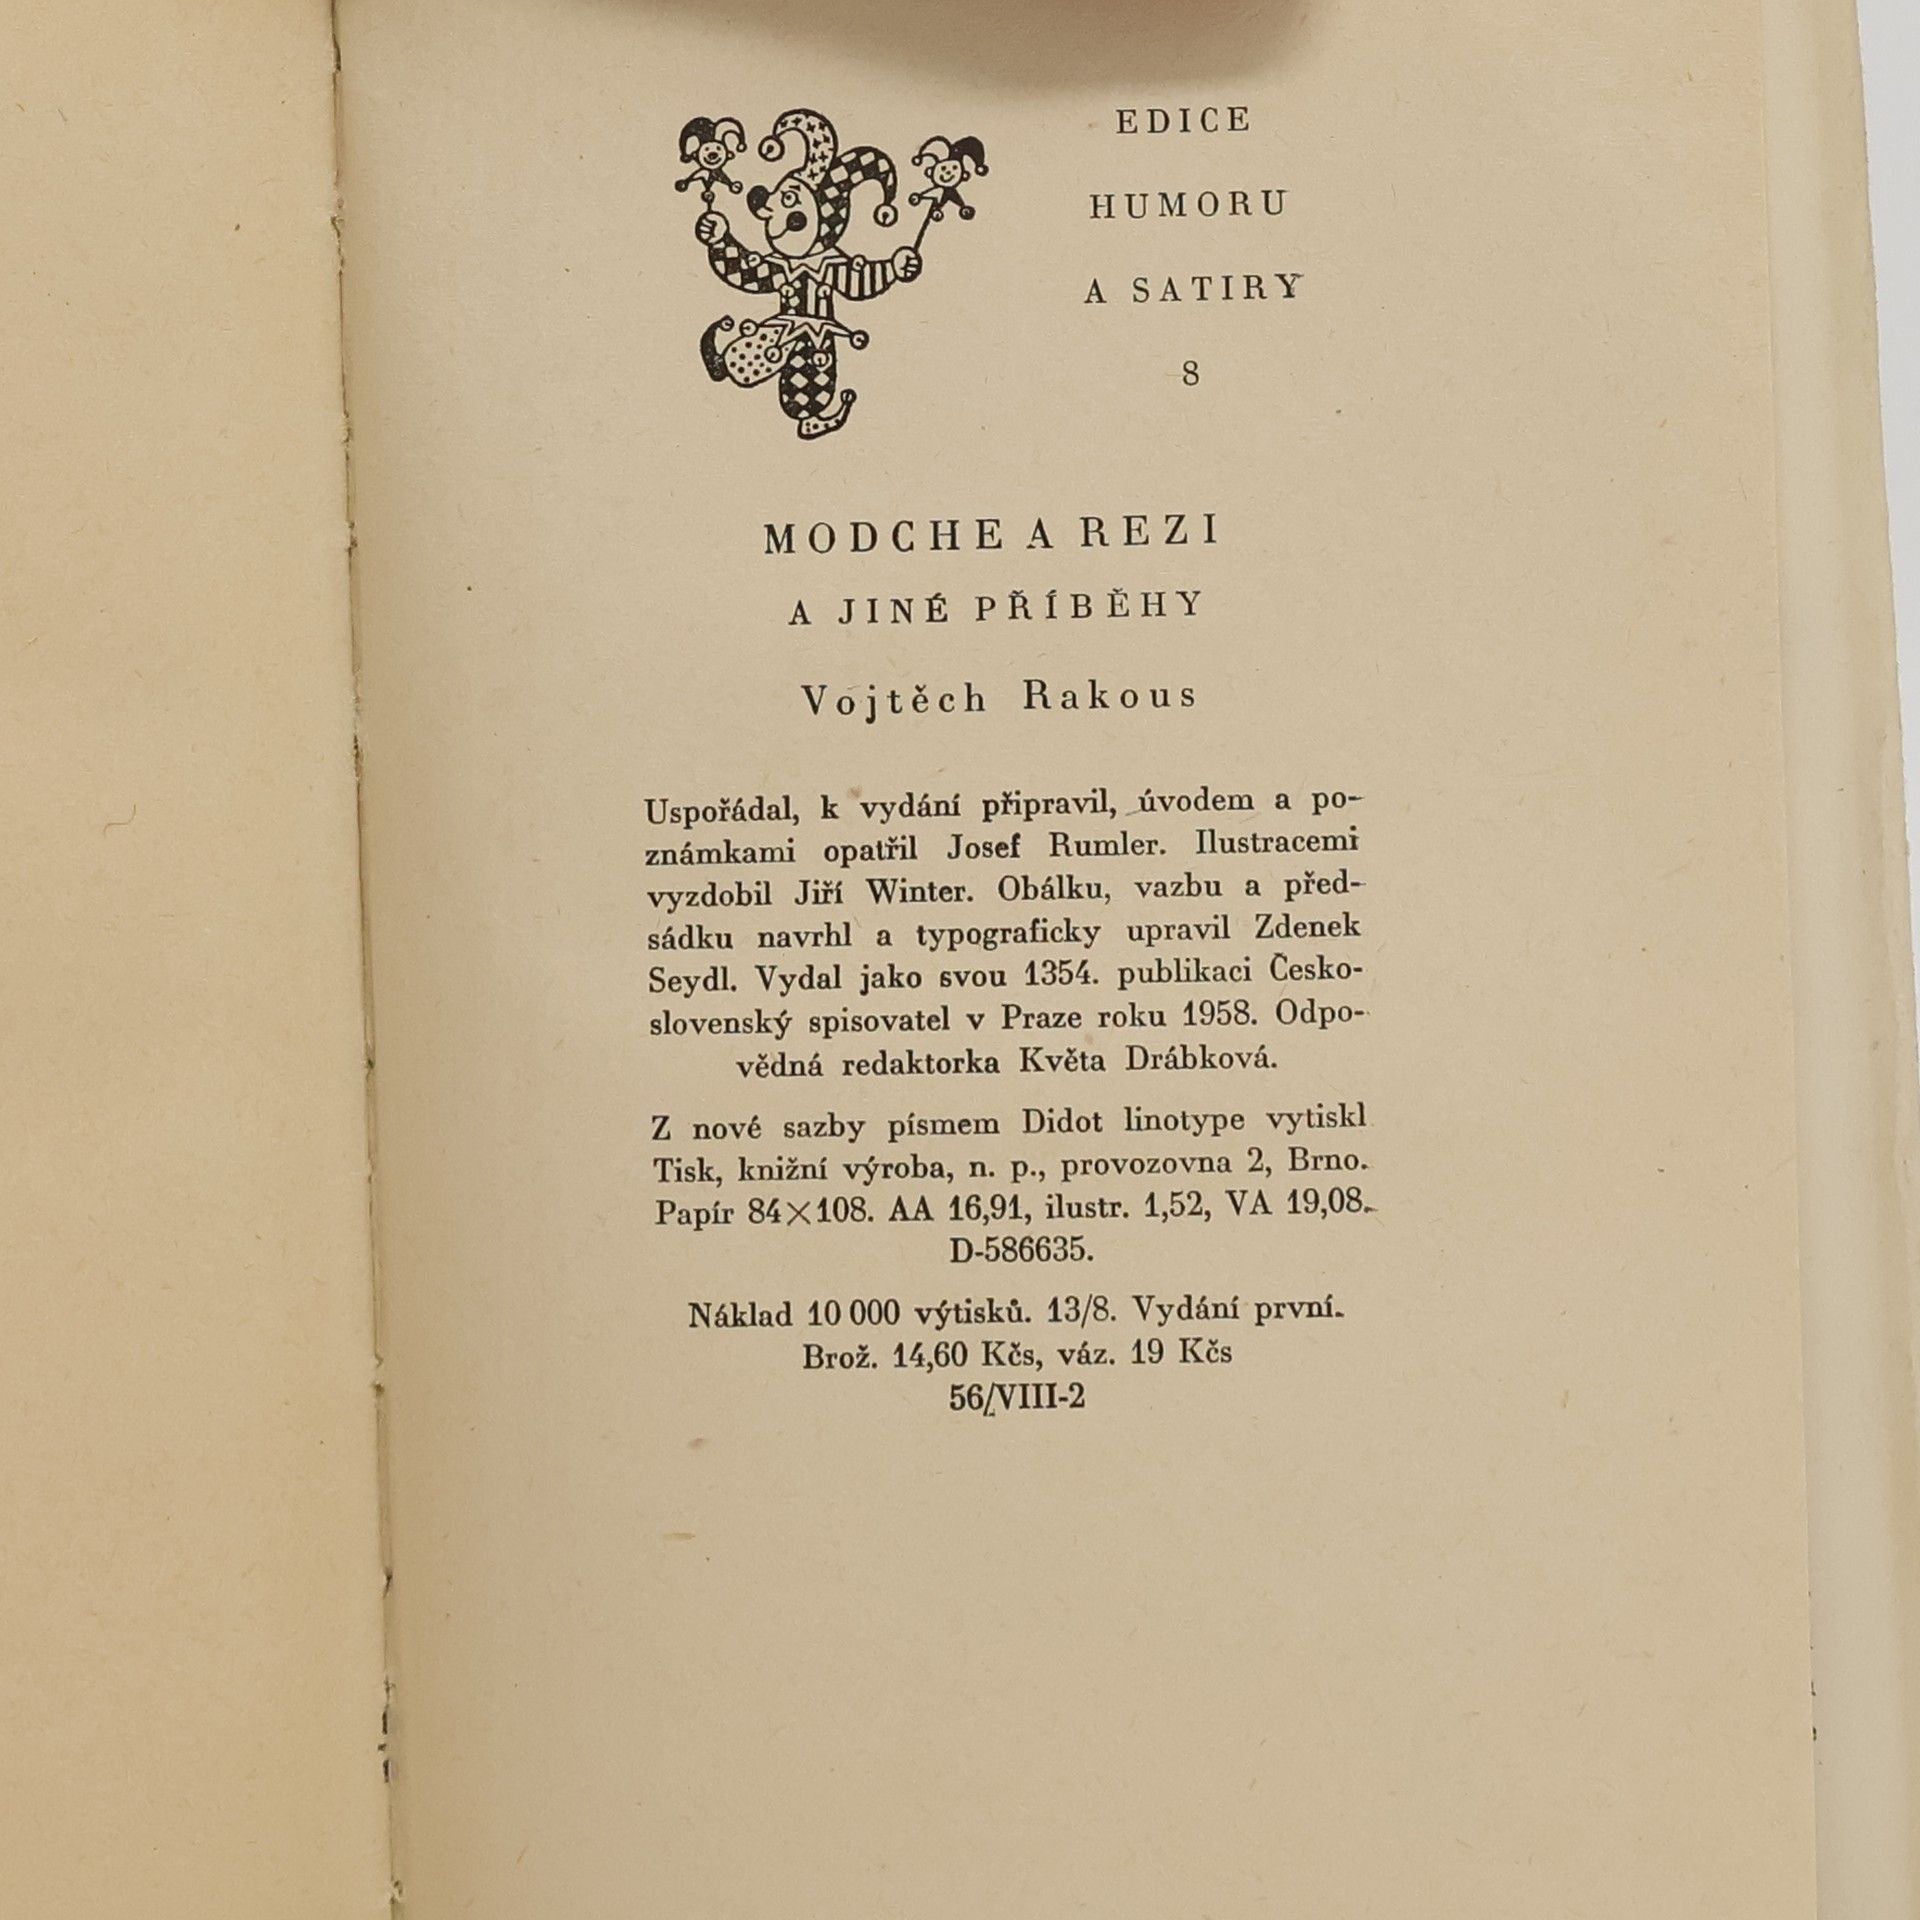 EDICE
HUMORU
A SATIRY
8
MODCHE A REZI
A JINÉ PŘÍBĚHY
Vojtěch Rakous
Uspořádal, k vydání připravil, úvodem a po-
známkami opatřil Josef Rumler. Ilustracemi
vyzdobil Jiří Winter. Obálku, vazbu a před-
sádku navrhl a typograficky upravil Zdenek
Seydl. Vydal jako svou 1354. publikaci Česko-
slovenský spisovatel v Praze roku 1958. Odpo-
vědná redaktorka Květa Drábková.
Z nové sazby písmem Didot linotype vytiskl
Tisk, knižní výroba, n. p., provozovna 2, Brno.
Papír 84×108. AA 16,91, ilustr. 1,52, VA 19,08.
D-586635.
Náklad 10 000 výtisků. 13/8. Vydání první.
Brož. 14,60 Kčs, váz. 19 Kčs
56/VIII-2